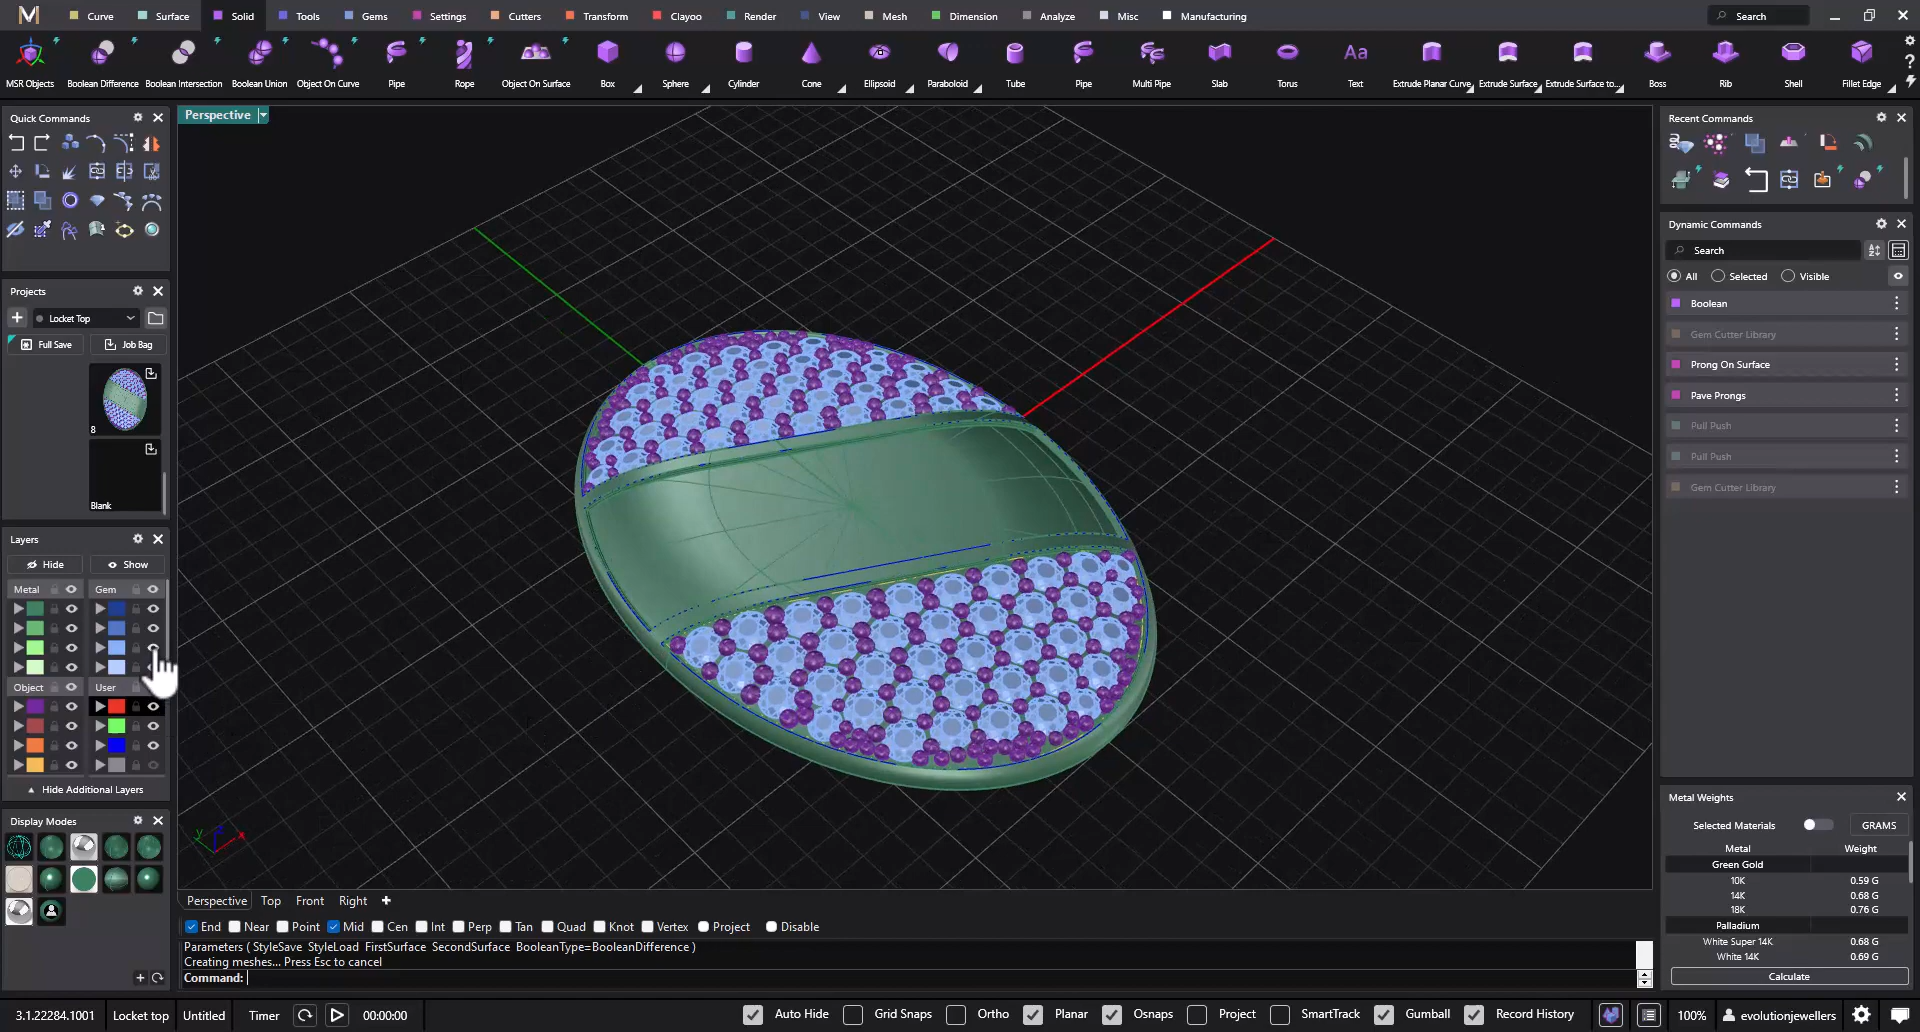 M
Curve Surface Solid Tools Gems Settings Cutters Transform Clayoo Render View Mesh Dimension Analyze Misc Manufacturing Search
MSR Objects Boolean Difference Boolean Intersection Boolean Union Object On Curve Pipe Rope Object On Surface Box Sphere Cylinder Cone Ellipsoid Paraboloid Tube Pipe Multi Pipe Slab Torus Text Extrude Planar Curve Extrude Surface Extrude Surface to... Boss Rib Shell Fillet Edge
Quick Commands
Projects
Locket Top
Full Save Job Bag
8
Blank
Layers
Hide Show
Metal Gem
Object User
Hide Additional Layers
Display Modes
Perspective
y z x
Perspective Top Front Right
End Near Point Mid Cen Int Perp Tan Quad Knot Vertex Project Disable
Parameters ( StyleSave StyleLoad FirstSurface SecondSurface BooleanType=BooleanDifference )
Creating meshes... Press Esc to cancel
Command:
Recent Commands
Dynamic Commands
Search
All Selected Visible
Boolean
Gem Cutter Library
Prong On Surface
Pave Prongs
Pull Push
Pull Push
Gem Cutter Library
Metal Weights
Selected Materials GRAMS
Metal Weight
Green Gold
10K 0.59 G
14K 0.68 G
18K 0.76 G
Palladium
White Super 14K 0.68 G
White 14K 0.69 G
Calculate
3.1.22284.1001 Locket top Untitled Timer 00:00:00 Auto Hide Grid Snaps Ortho Planar Osnaps Project SmartTrack Gumball Record History 100% evolutionjewellers